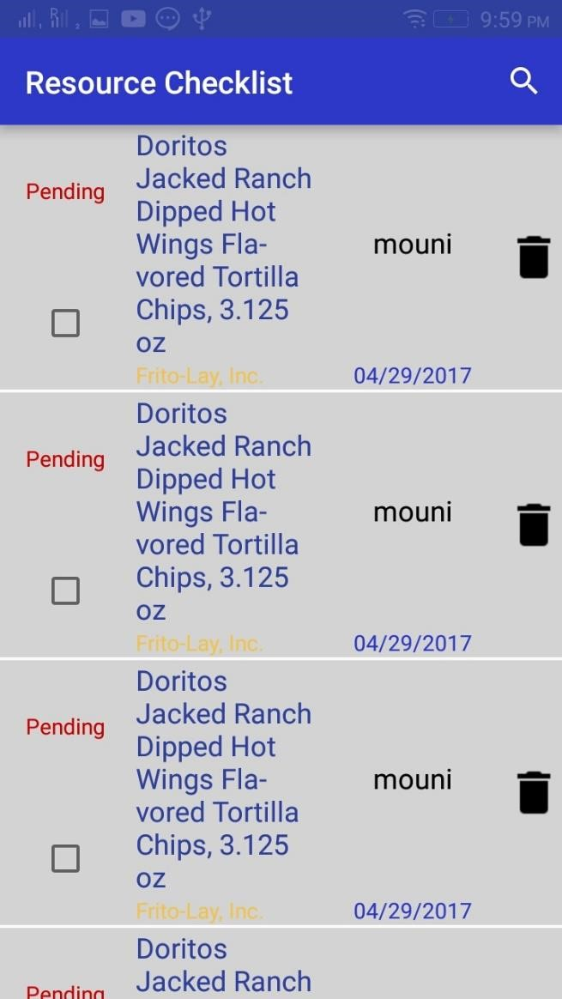 9:59 PM
Resource Checklist
Pending
Doritos
Jacked Ranch
Dipped Hot
Wings Fla-
vored Tortilla
Chips, 3.125
oz
mouni
Frito-Lay, Inc.
04/29/2017
Pending
Doritos
Jacked Ranch
Dipped Hot
Wings Fla-
vored Tortilla
Chips, 3.125
oz
mouni
Frito-Lay, Inc.
04/29/2017
Pending
Doritos
Jacked Ranch
Dipped Hot
Wings Fla-
vored Tortilla
Chips, 3.125
oz
mouni
Frito-Lay, Inc.
04/29/2017
Doritos
Jacked Ranch
Pending